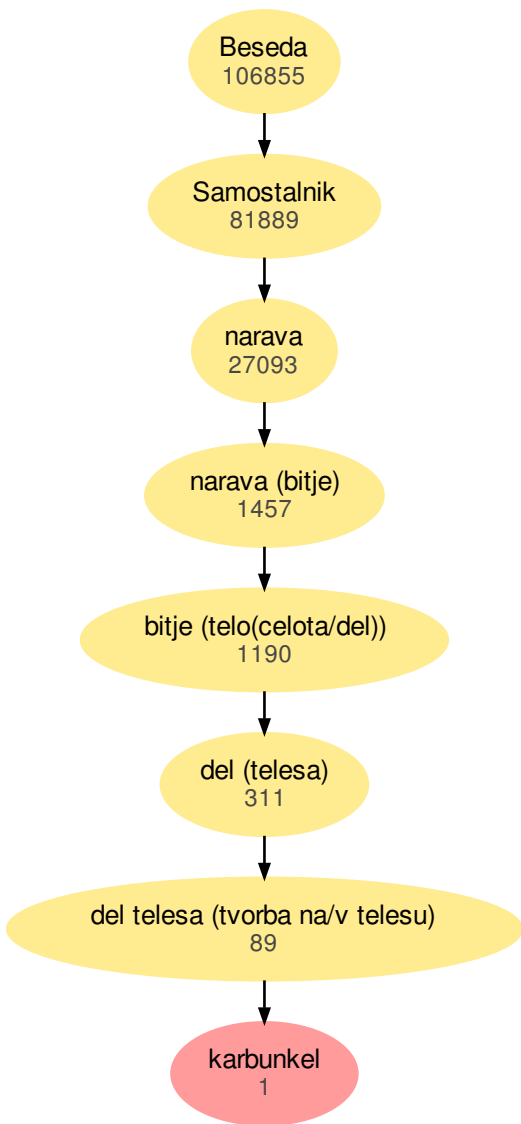 Beseda
106855
Samostalnik
81889
narava
27093
narava (bitje)
1457
bitje (telo(celota/del))
1190
del (telesa)
311
del telesa (tvorba na/v telesu)
89
karbunkel
1